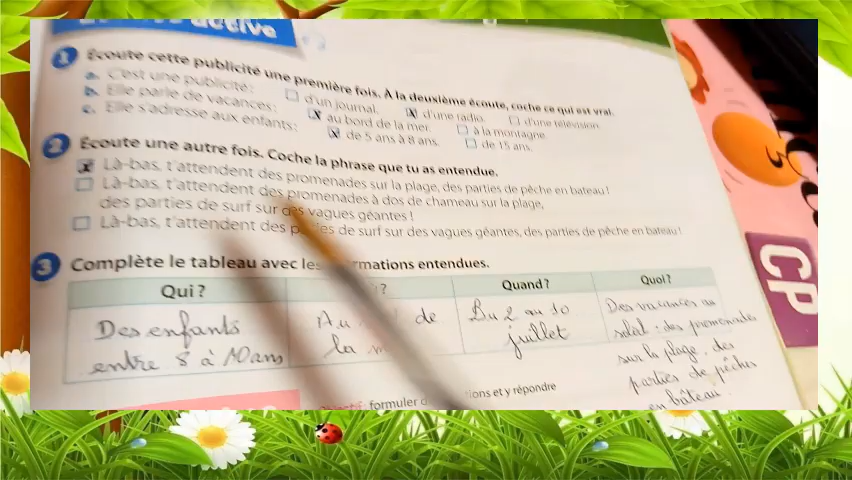 active
1 Écoute cette publicité une première fois. À la deuxième écoute, coche ce qui est vrai.
a. C'est une publicité: d'un journal. x d'une radio. d'une télévision.
b. Elle parle de vacances: x au bord de la mer. à la montagne.
c. Elle s'adresse aux enfants: x de 5 ans à 8 ans. de 15 ans.
2 Écoute une autre fois. Coche la phrase que tu as entendue.
x Là-bas, t'attendent des promenades sur la plage, des parties de pêche en bateau!
Là-bas, t'attendent des promenades à dos de chameau sur la plage,
des parties de surf sur des vagues géantes!
Là-bas, t'attendent des de surf sur des vagues géantes, des parties de pêche en bateau!
3 Complète le tableau avec entendues.
Qui? Quand? Quoi?
Des enfants
entre 8 à 10 ans
Au de
la
Du 2 au 10
juillet
Des vacances au
soleil: des promenades
sur la plage, des
parties de pêches
en bâteau.
formuler et y répondre
CP